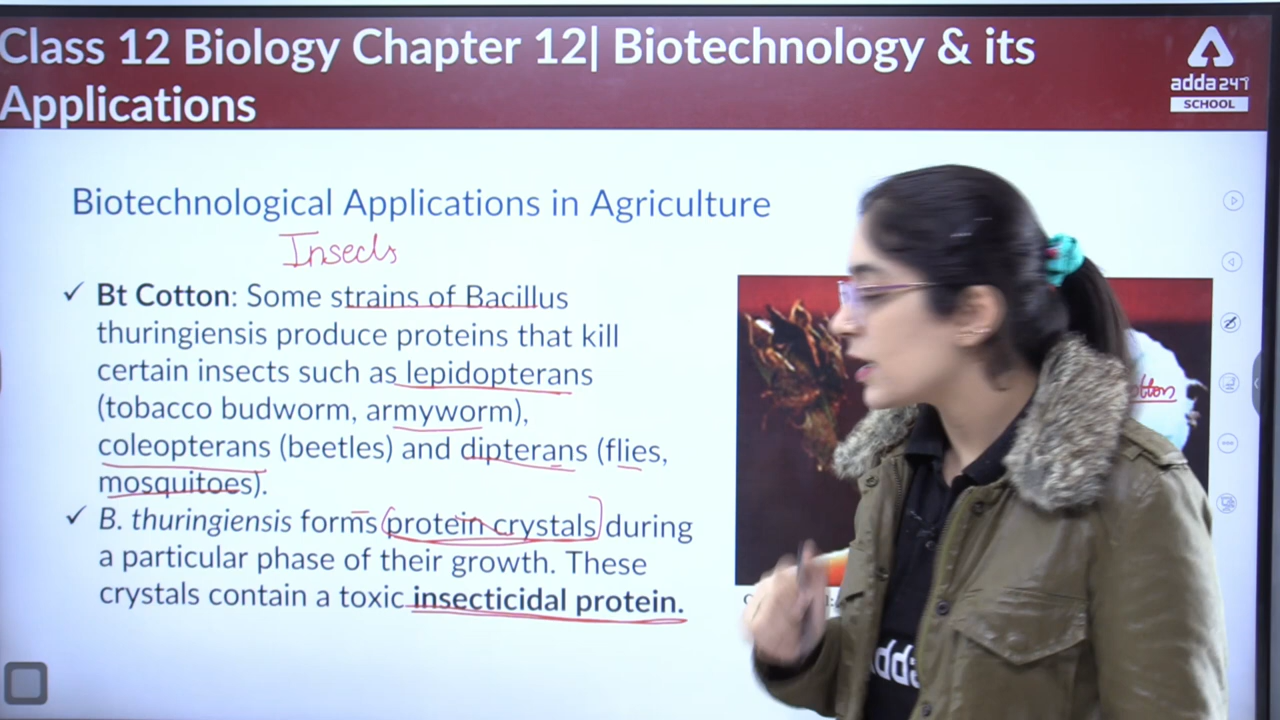 Class 12 Biology Chapter 12| Biotechnology & its
Applications
adda247
SCHOOL
Biotechnological Applications in Agriculture
Insects
✓ Bt Cotton: Some strains of Bacillus
thuringiensis produce proteins that kill
certain insects such as lepidopterans
(tobacco budworm, armyworm),
coleopterans (beetles) and dipterans (flies,
mosquitoes).
✓ B. thuringiensis forms (protein crystals) during
a particular phase of their growth. These
crystals contain a toxic insecticidal protein.